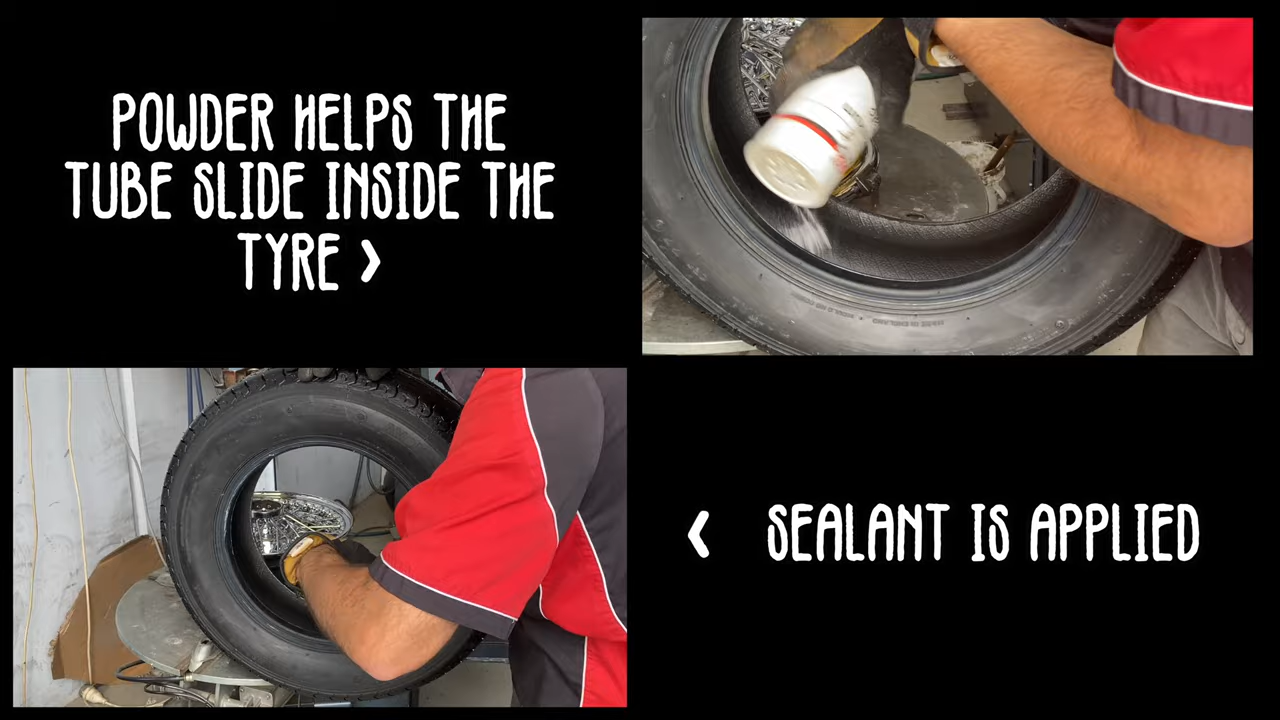 POWDER HELPS THE
TUBE SLIDE INSIDE THE
TYRE >
< SEALANT IS APPLIED